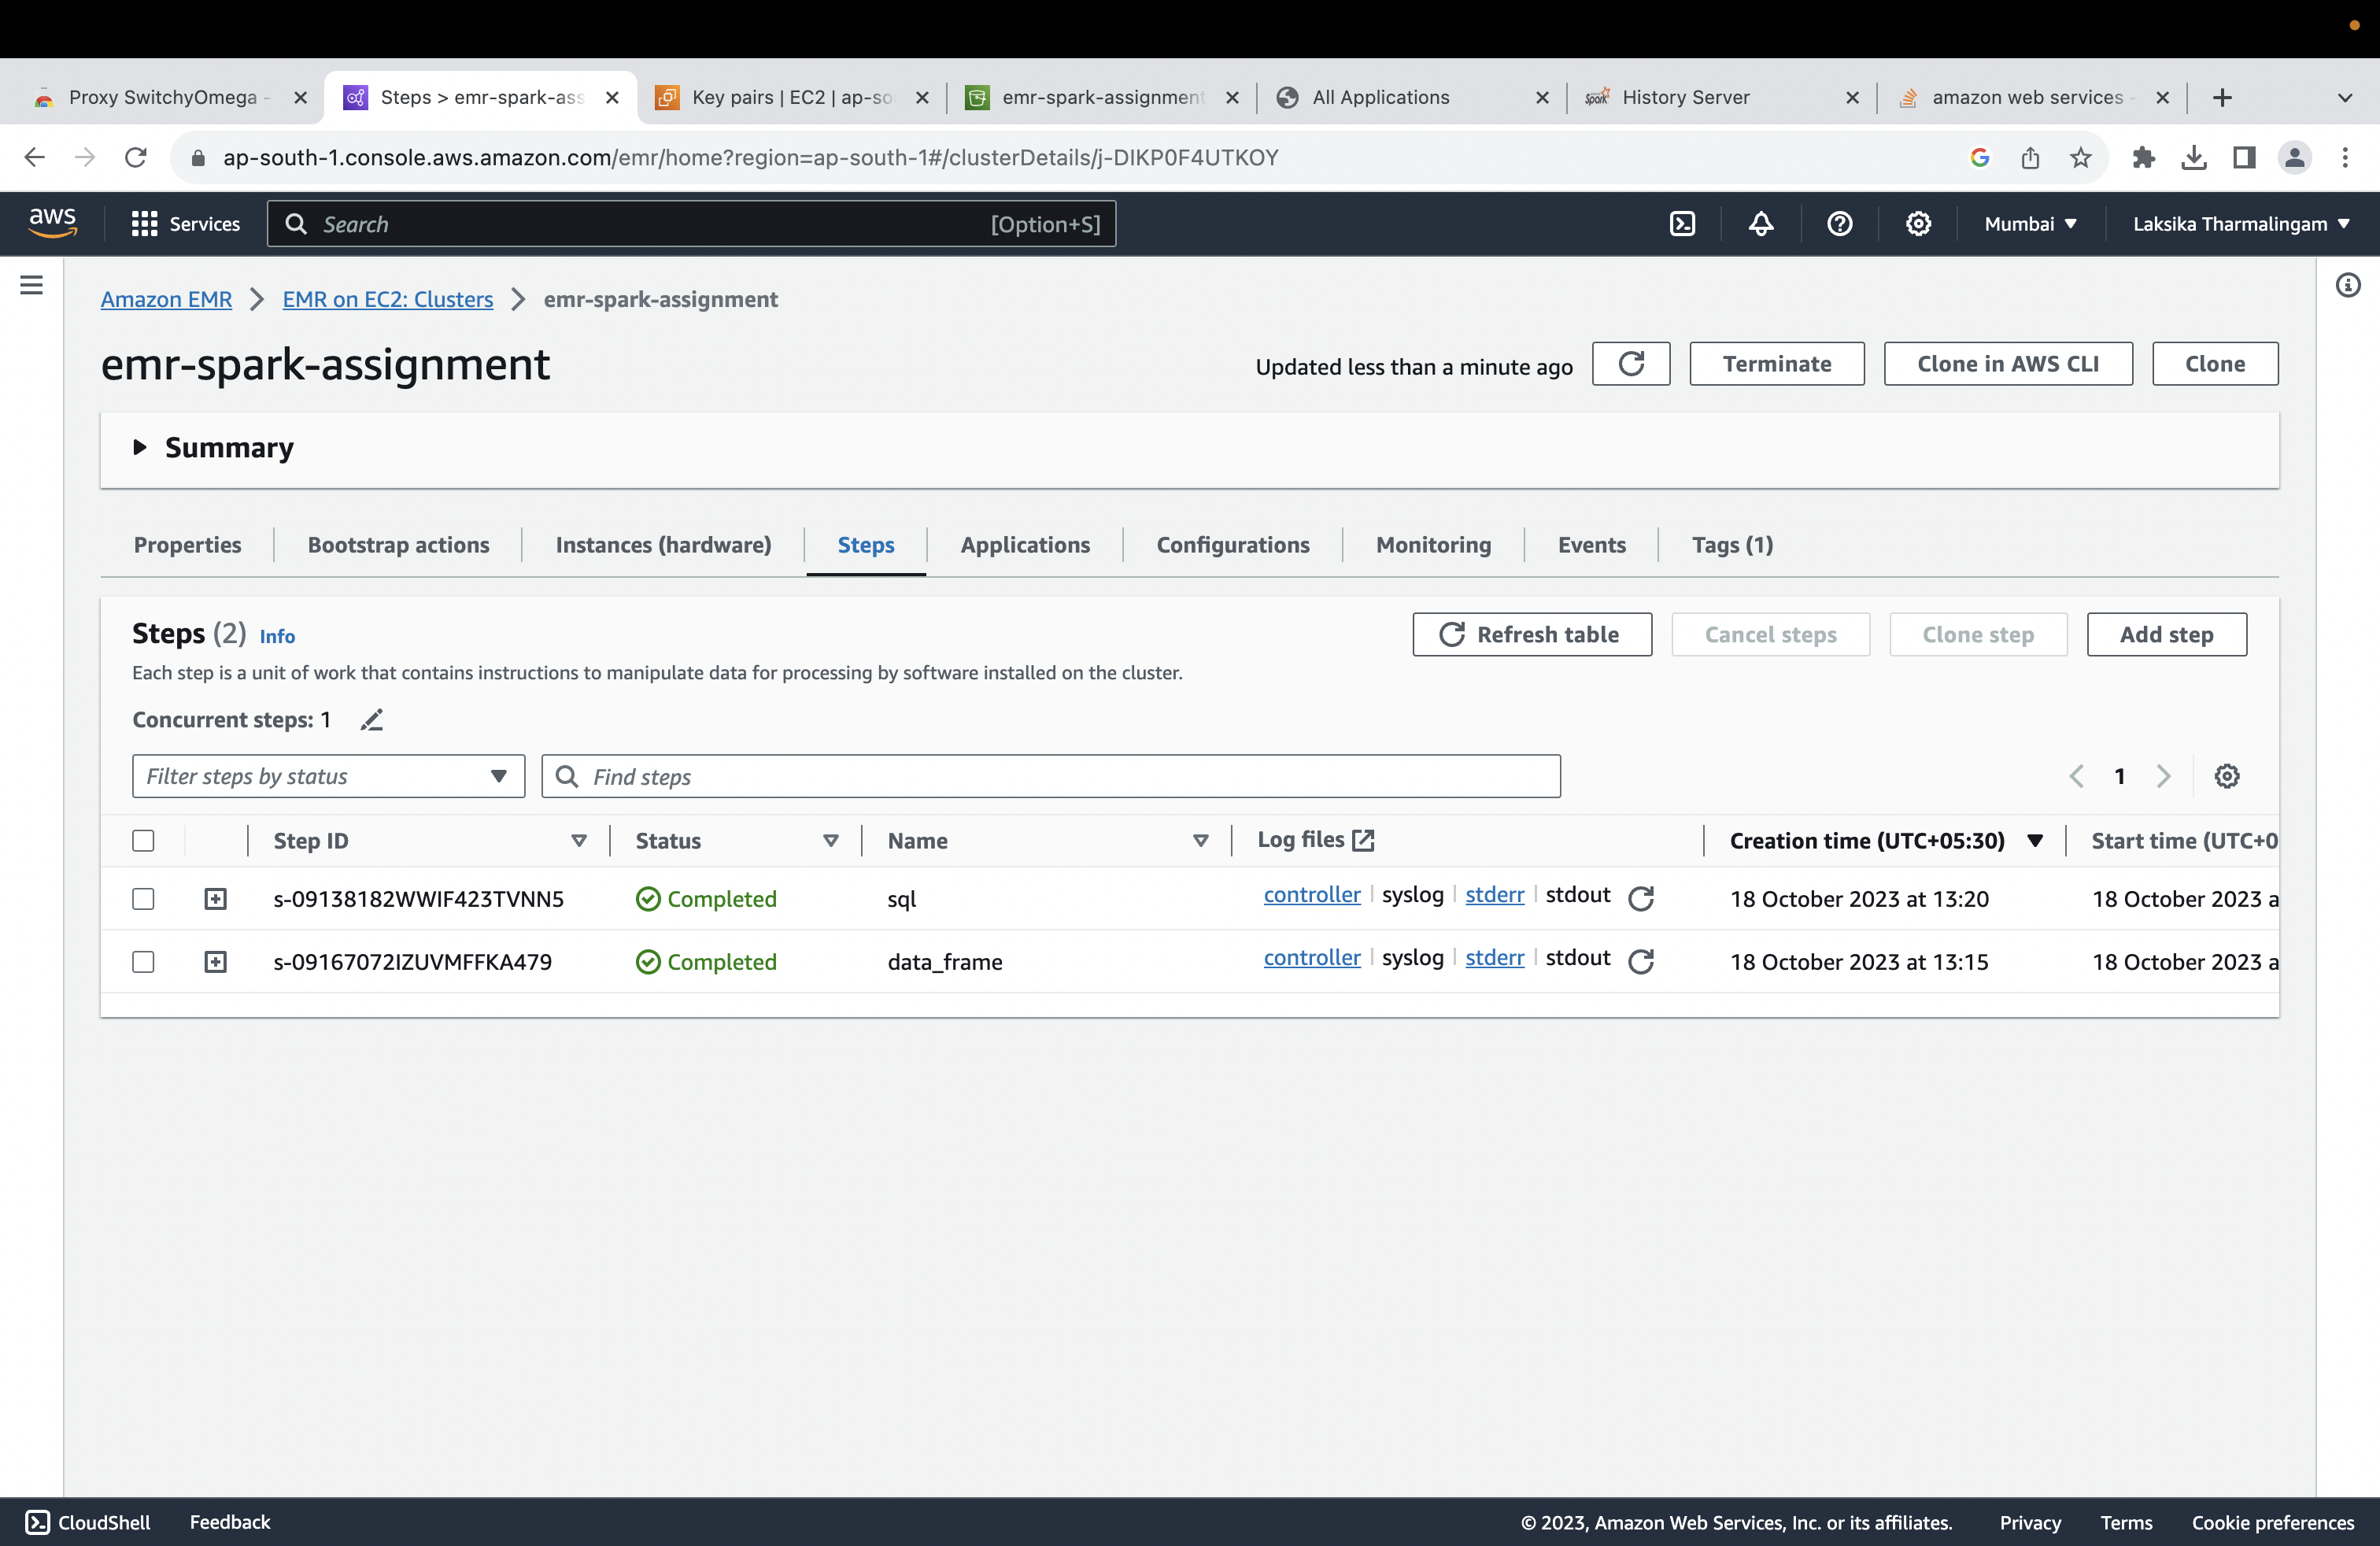 Proxy SwitchyOmega -
Steps > emr-spark-ass
Key pairs | EC2 | ap-so
emr-spark-assignment
All Applications
History Server
amazon web services -
ap-south-1.console.aws.amazon.com/emr/home?region=ap-south-1#/clusterDetails/j-DIKP0F4UTKOY
aws
Services
Search
[Option+S]
Mumbai
Laksika Tharmalingam
Amazon EMR
EMR on EC2: Clusters
emr-spark-assignment
emr-spark-assignment
Updated less than a minute ago
Terminate
Clone in AWS CLI
Clone
Summary
Properties
Bootstrap actions
Instances (hardware)
Steps
Applications
Configurations
Monitoring
Events
Tags (1)
Steps (2) Info
Refresh table
Cancel steps
Clone step
Add step
Each step is a unit of work that contains instructions to manipulate data for processing by software installed on the cluster.
Concurrent steps: 1
Filter steps by status
Find steps
1
Step ID
Status
Name
Log files
Creation time (UTC+05:30)
Start time (UTC+0
s-09138182WWIF423TVNN5
Completed
sql
controller | syslog | stderr | stdout
18 October 2023 at 13:20
18 October 2023 a
s-09167072IZUVMFFKA479
Completed
data_frame
controller | syslog | stderr | stdout
18 October 2023 at 13:15
18 October 2023 a
CloudShell
Feedback
© 2023, Amazon Web Services, Inc. or its affiliates.
Privacy
Terms
Cookie preferences